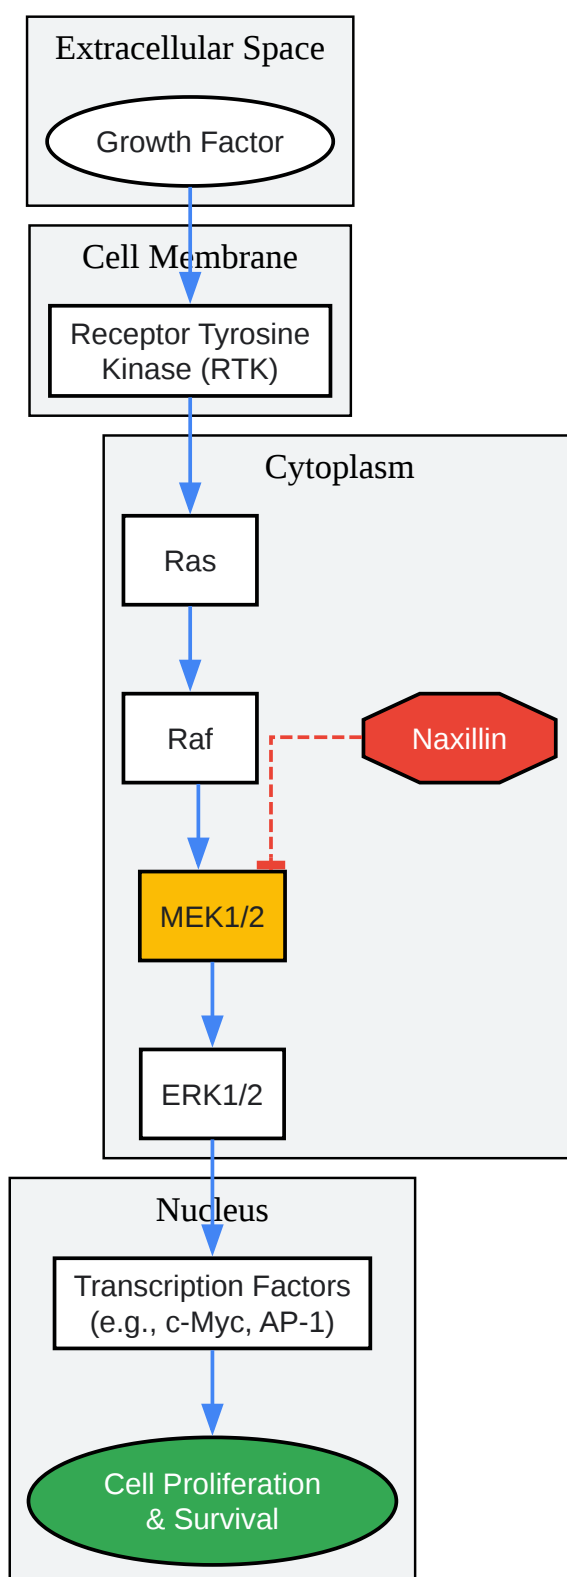 Extracellular Space
Growth Factor
Cell Membrane
Receptor Tyrosine
Kinase (RTK)
Cytoplasm
Ras
Raf
Naxillin
MEK1/2
ERK1/2
Nucleus
Transcription Factors
(e.g., c-Myc, AP-1)
Cell Proliferation
& Survival